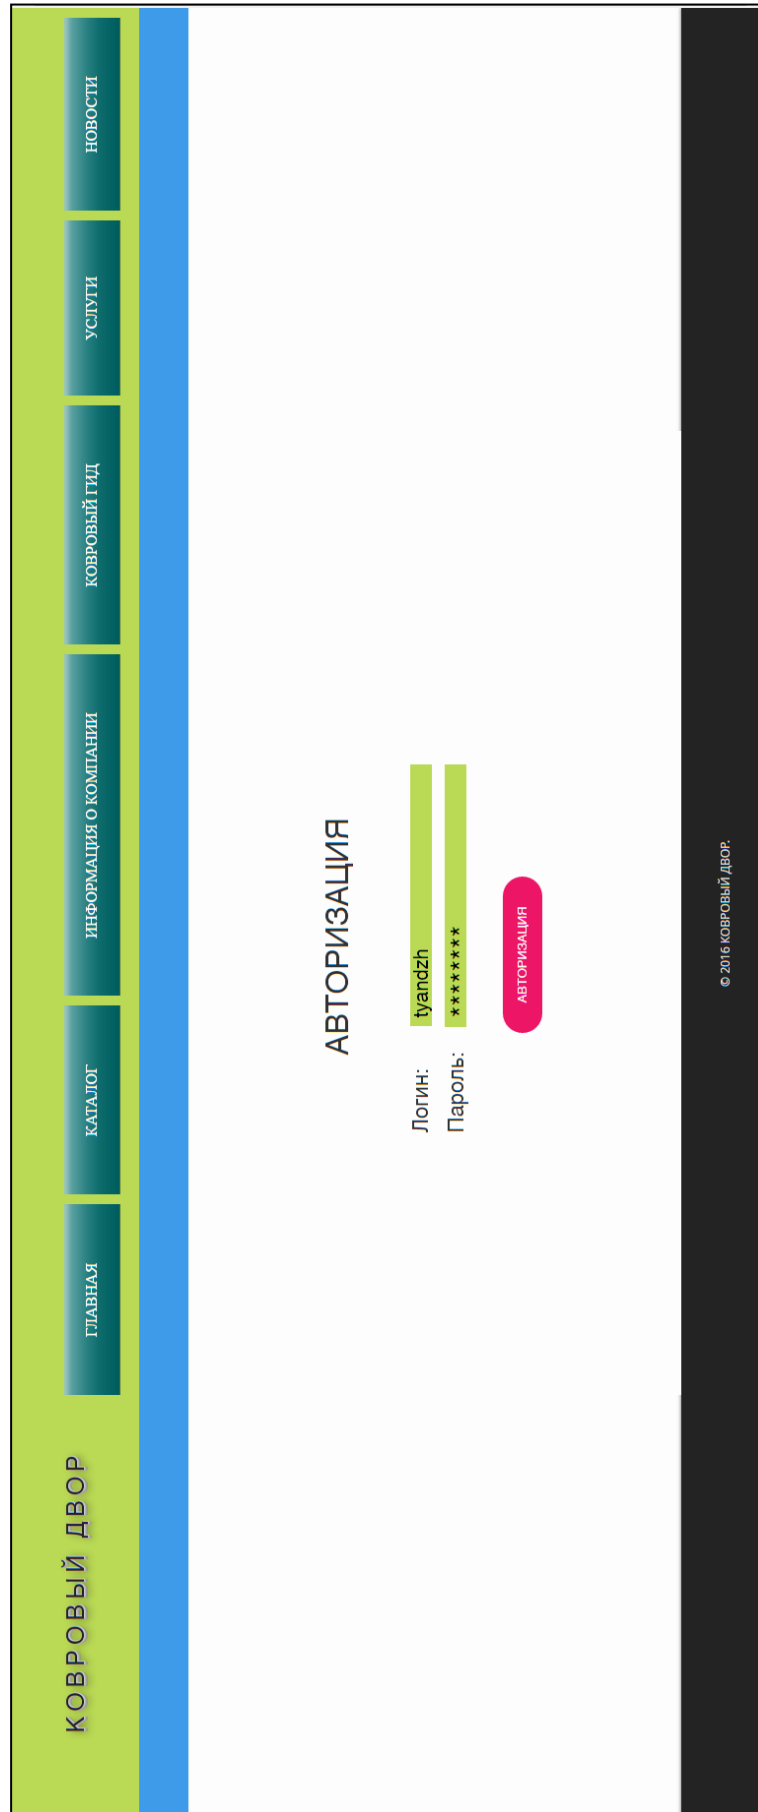 КОВРОВЫЙ ДВОР
ГЛАВНАЯ
КАТАЛОГ
ИНФОРМАЦИЯ О КОМПАНИИ
КОВРОВЫЙ ГИД
УСЛУГИ
НОВОСТИ
АВТОРИЗАЦИЯ
Логин: tyandzh
Пароль: ********
АВТОРИЗАЦИЯ
© 2016 КОВРОВЫЙ ДВОР.